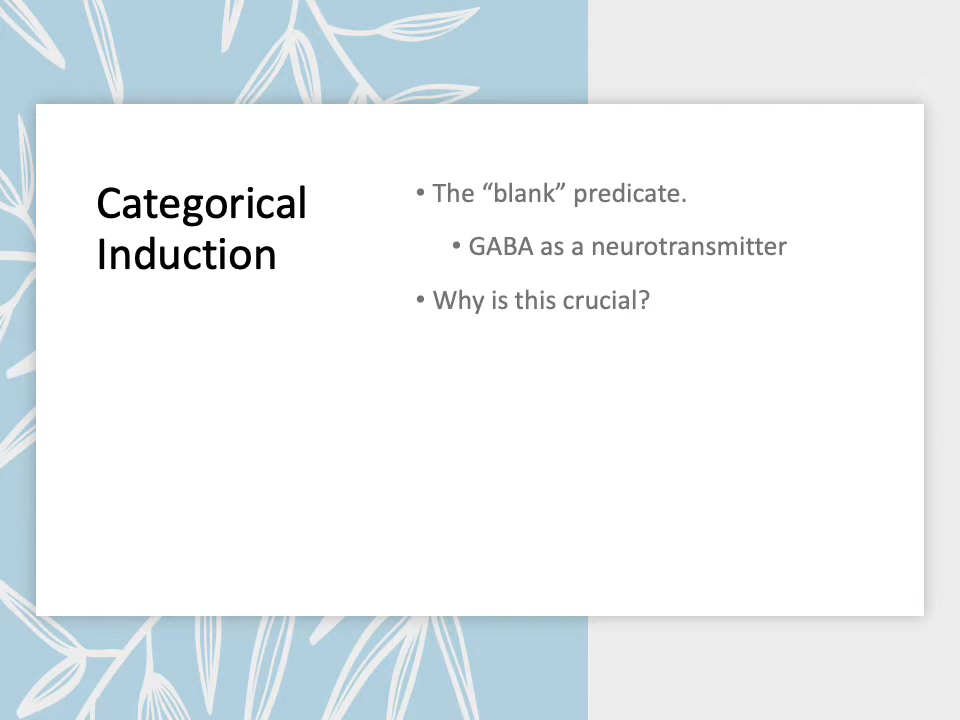 Categorical
Induction
• The “blank” predicate.
• GABA as a neurotransmitter
• Why is this crucial?